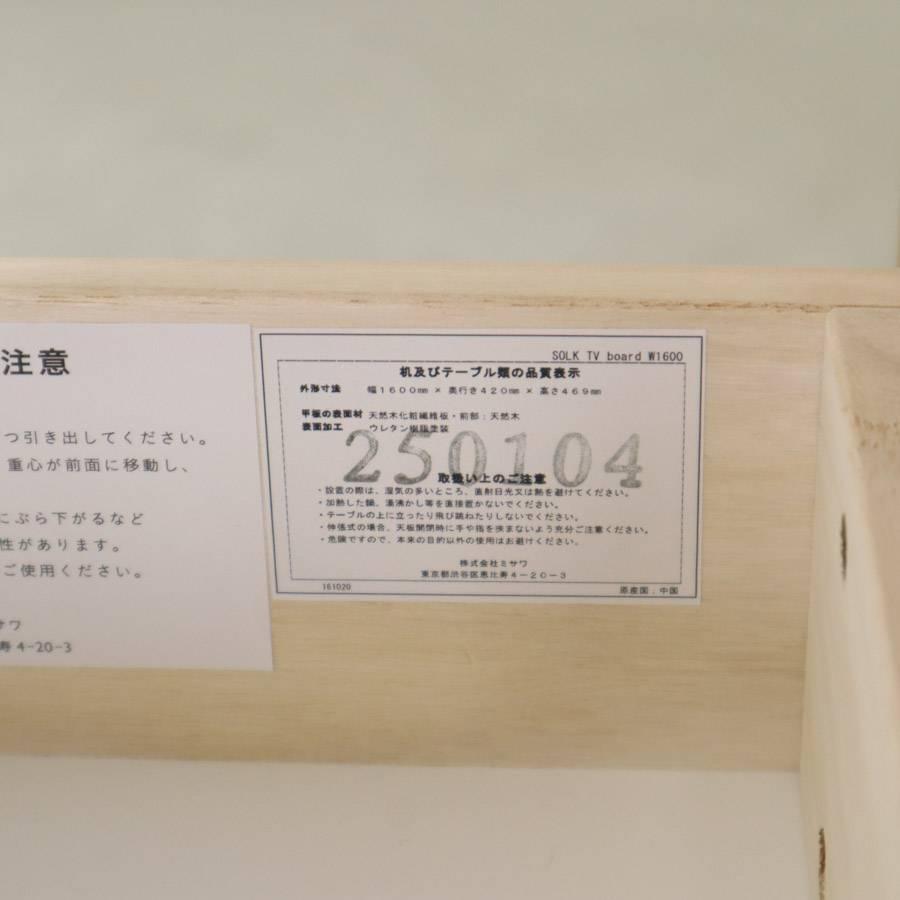 注意
つ引き出してください。
重心が前面に移動し、
にぶら下がるなど
性があります。
ご使用ください。
サワ
寿4-20-3
SOLK TV board W1600
机及びテーブル類の品質表示
外形寸法 幅1600mm × 奥行き420mm × 高さ469mm
甲板の表面材 天然木化粧繊維板・前部：天然木
表面加工 ウレタン樹脂塗装
250104
取扱い上のご注意
・設置の際は、湿気の多いところ、直射日光又は熱を避けてください。
・加熱した鍋、湯沸かし等を直接置かないでください。
・テーブルの上に立ったり飛び跳ねたりしないでください。
・伸張式の場合、天板開閉時に手や指を挟まないよう充分ご注意ください。
・危険ですので、本来の目的以外の使用はお避けください。
株式会社ミサワ
東京都渋谷区恵比寿4-20-3
161020
原産国：中国